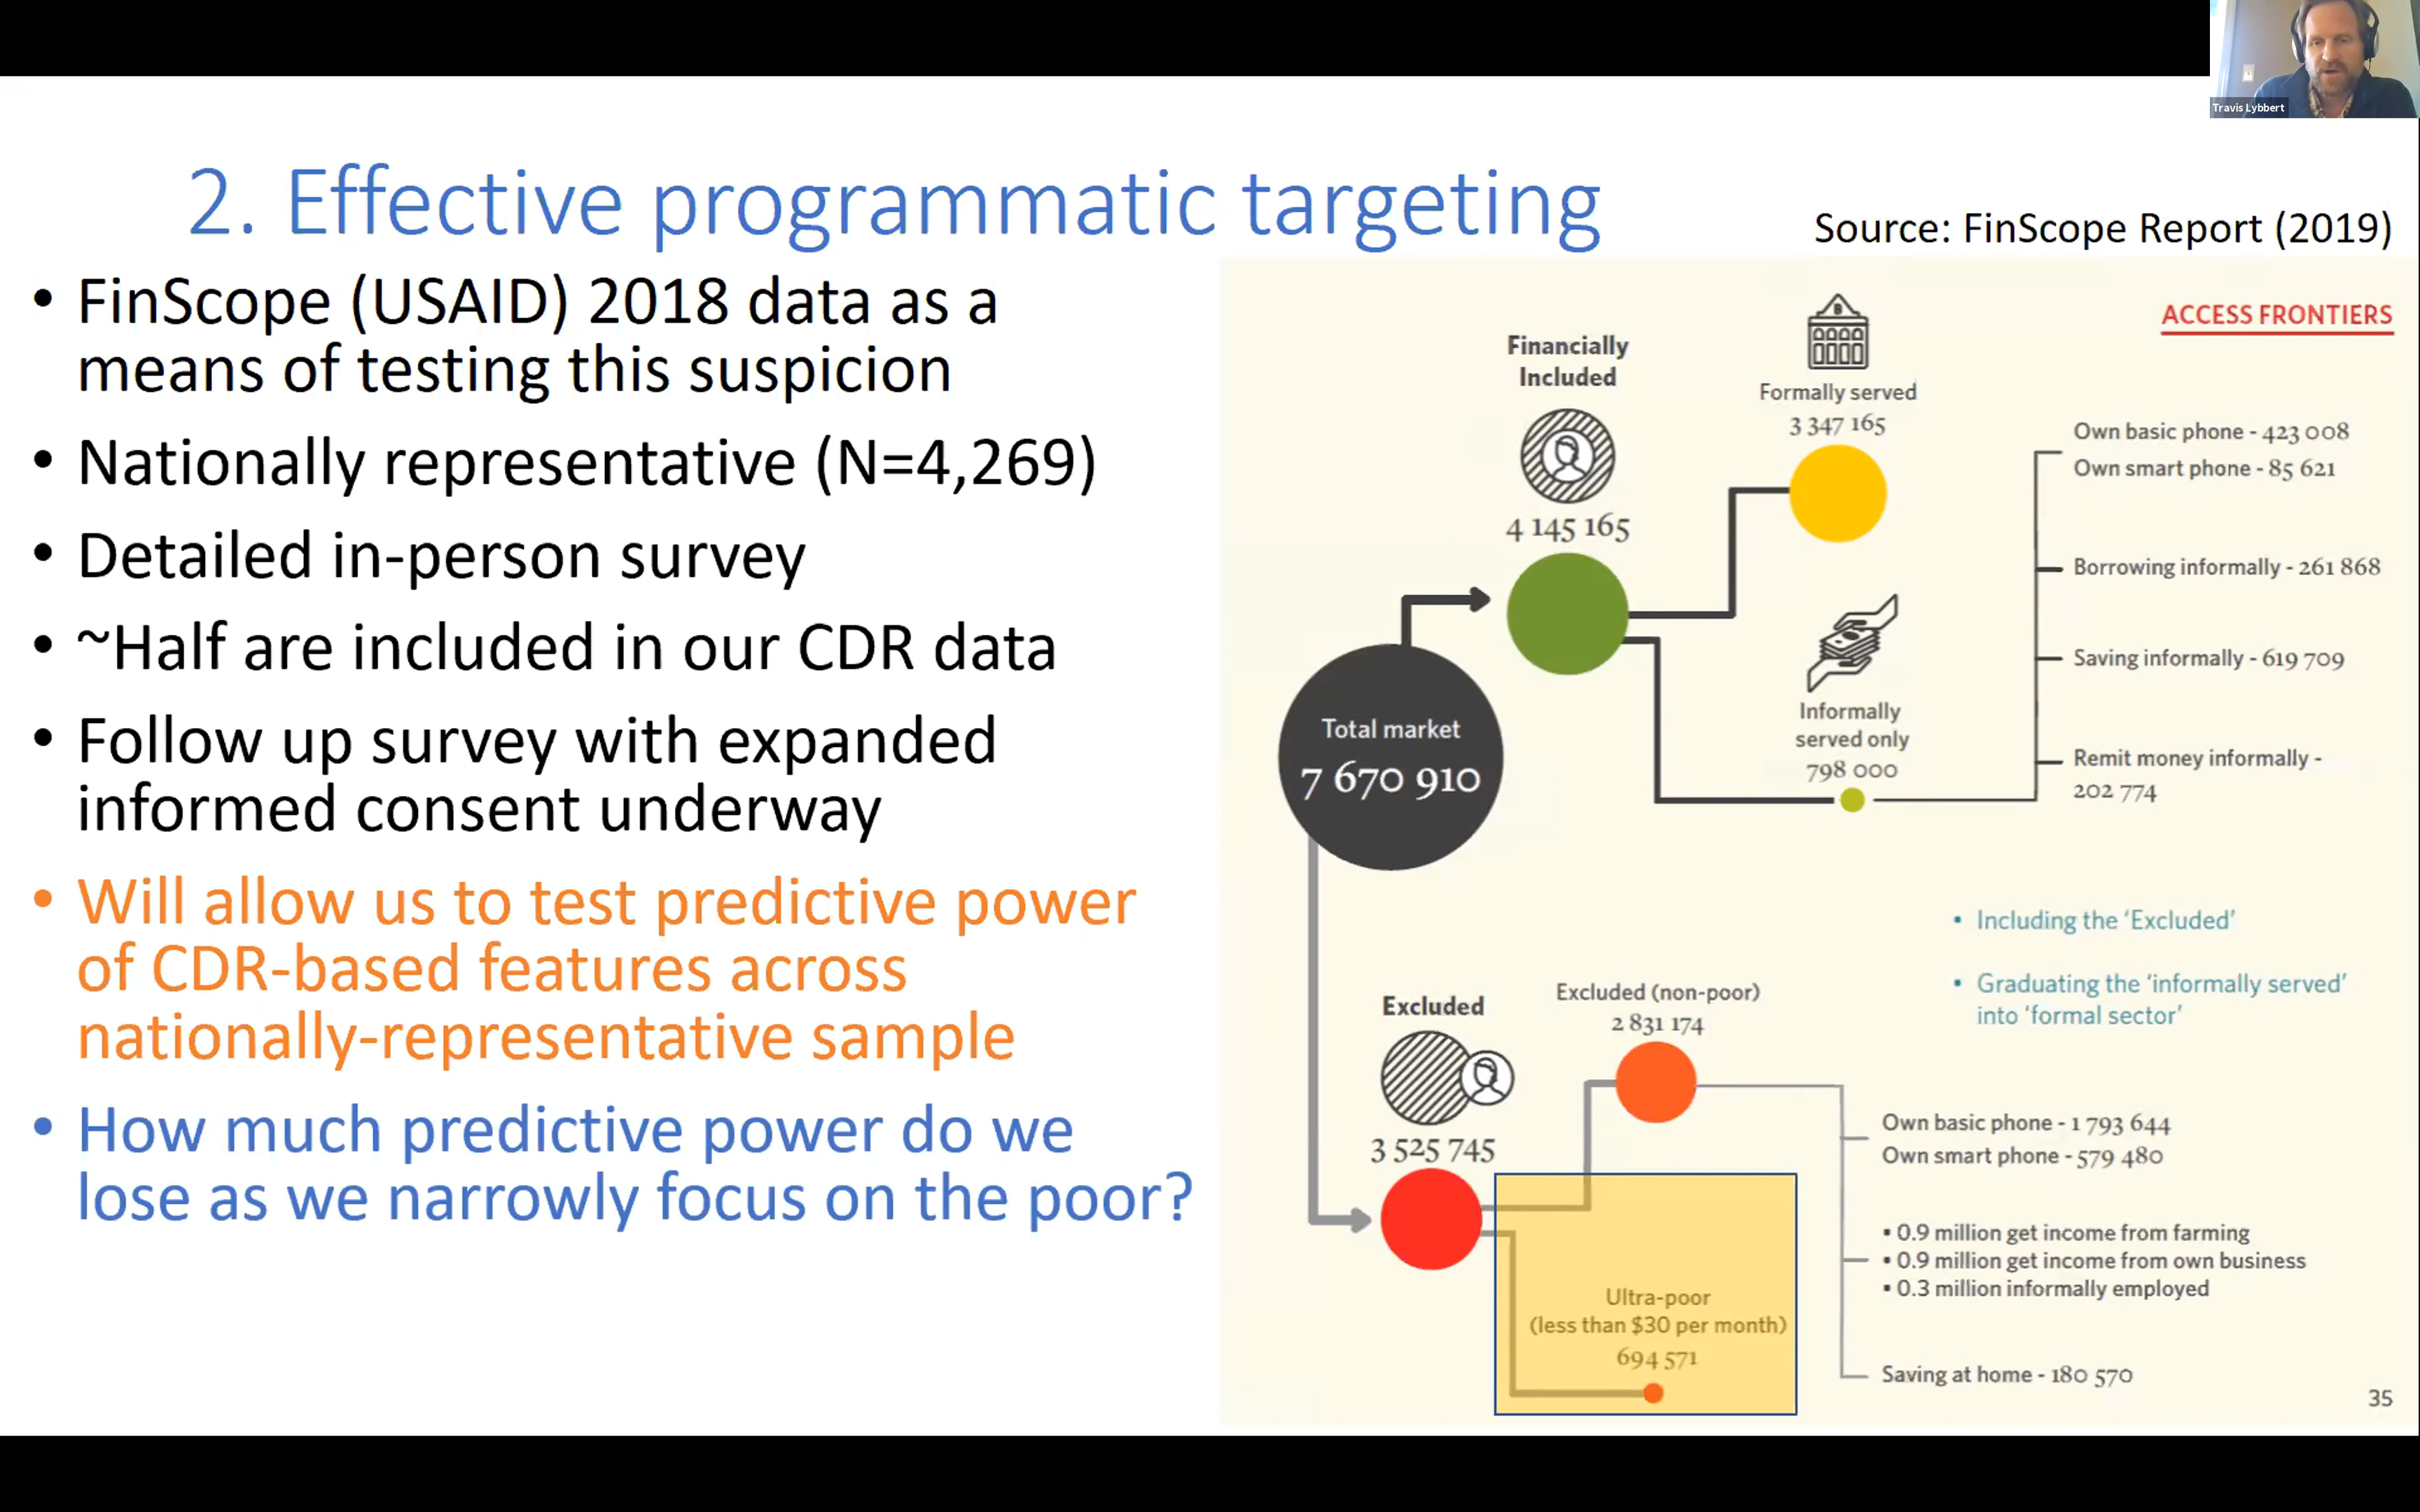 Travis Lybbert
2. Effective programmatic targeting
Source: FinScope Report (2019)
• FinScope (USAID) 2018 data as a
means of testing this suspicion
• Nationally representative (N=4,269)
• Detailed in-person survey
• ~Half are included in our CDR data
• Follow up survey with expanded
informed consent underway
• Will allow us to test predictive power
of CDR-based features across
nationally-representative sample
• How much predictive power do we
lose as we narrowly focus on the poor?
ACCESS FRONTIERS
Financially
Included
4 145 165
Formally served
3 347 165
Own basic phone - 423 008
Own smart phone - 85 621
Borrowing informally - 261 868
Saving informally - 619 709
Remit money informally -
202 774
Informally
served only
798 000
Total market
7 670 910
• Including the ‘Excluded’
• Graduating the ‘informally served’
into ‘formal sector’
Excluded
3 525 745
Excluded (non-poor)
2 831 174
Own basic phone - 1 793 644
Own smart phone - 579 480
▪ 0.9 million get income from farming
▪ 0.9 million get income from own business
▪ 0.3 million informally employed
Saving at home - 180 570
Ultra-poor
(less than $30 per month)
694 571
35